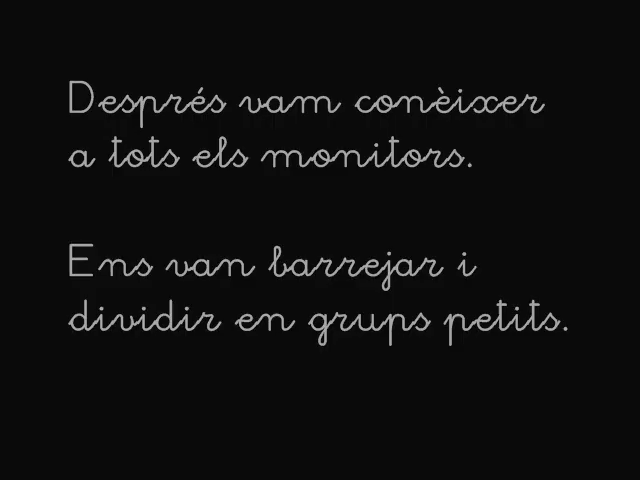 Després vam conèixer
a tots els monitors.
Ens van barrejar i
dividir en grups petits.